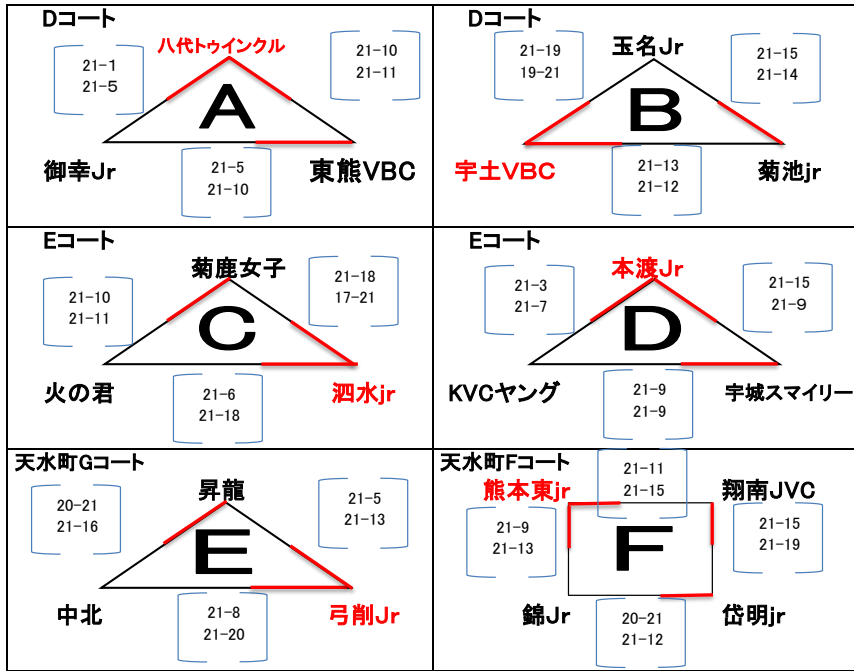 Dコート
八代トゥインクル
21-1
21-5
21-10
21-11
A
御幸Jr
東熊VBC
21-5
21-10
Dコート
玉名Jr
21-19
19-21
21-15
21-14
B
宇土VBC
菊池jr
21-13
21-12
Eコート
菊鹿女子
21-10
21-11
21-18
17-21
C
火の君
泗水jr
21-6
21-18
Eコート
本渡Jr
21-3
21-7
21-15
21-9
D
KVCヤング
宇城スマイリー
21-9
21-9
天水町Gコート
昇龍
20-21
21-16
21-5
21-13
E
中北
弓削Jr
21-8
21-20
天水町Fコート
熊本東jr
翔南JVC
21-11
21-15
21-9
21-13
21-15
21-19
F
錦Jr
岱明jr
20-21
21-12